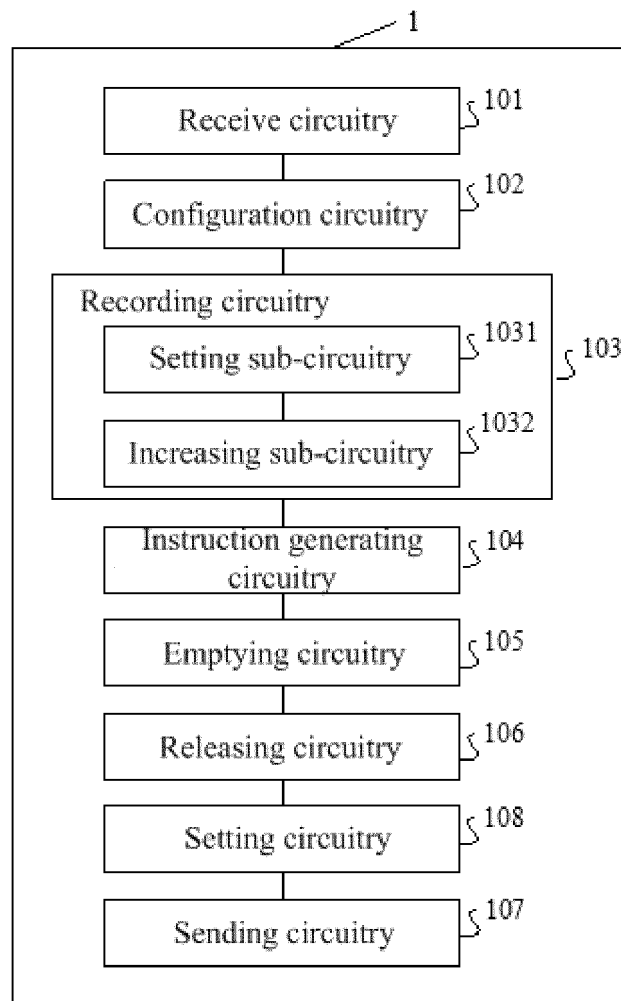 1
Receive circuitry
101
Configuration circuitry
102
Recording circuitry
Setting sub-circuitry
1031
103
Increasing sub-circuitry
1032
Instruction generating
circuitry
104
Emptying circuitry
105
Releasing circuitry
106
Setting circuitry
108
Sending circuitry
107